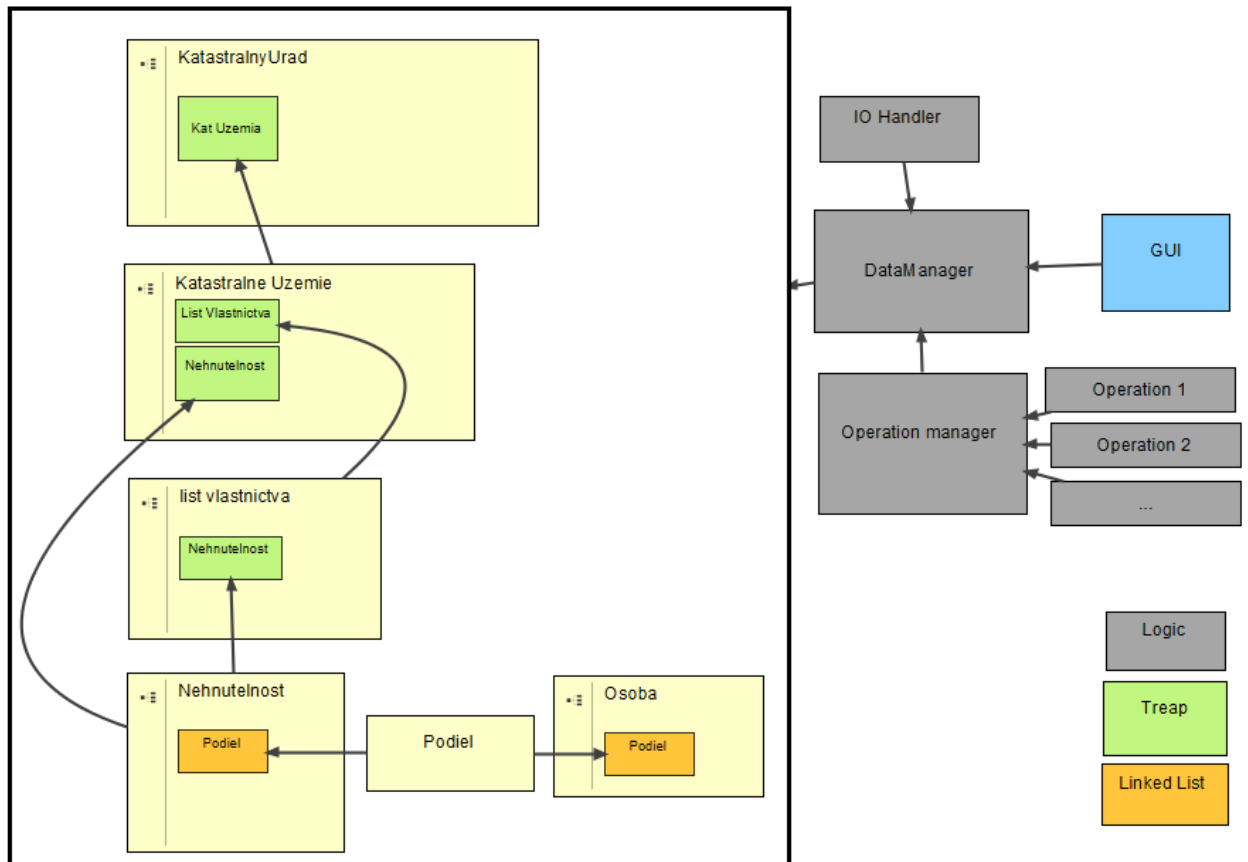 KatastralnyUrad
Kat Uzemia
Katastralne Uzemie
List Vlastnictva
Nehnutelnost
list vlastnictva
Nehnutelnost
Nehnutelnost
Podiel
Podiel
Osoba
Podiel
IO Handler
DataManager
GUI
Operation manager
Operation 1
Operation 2
...
Logic
Treap
Linked List